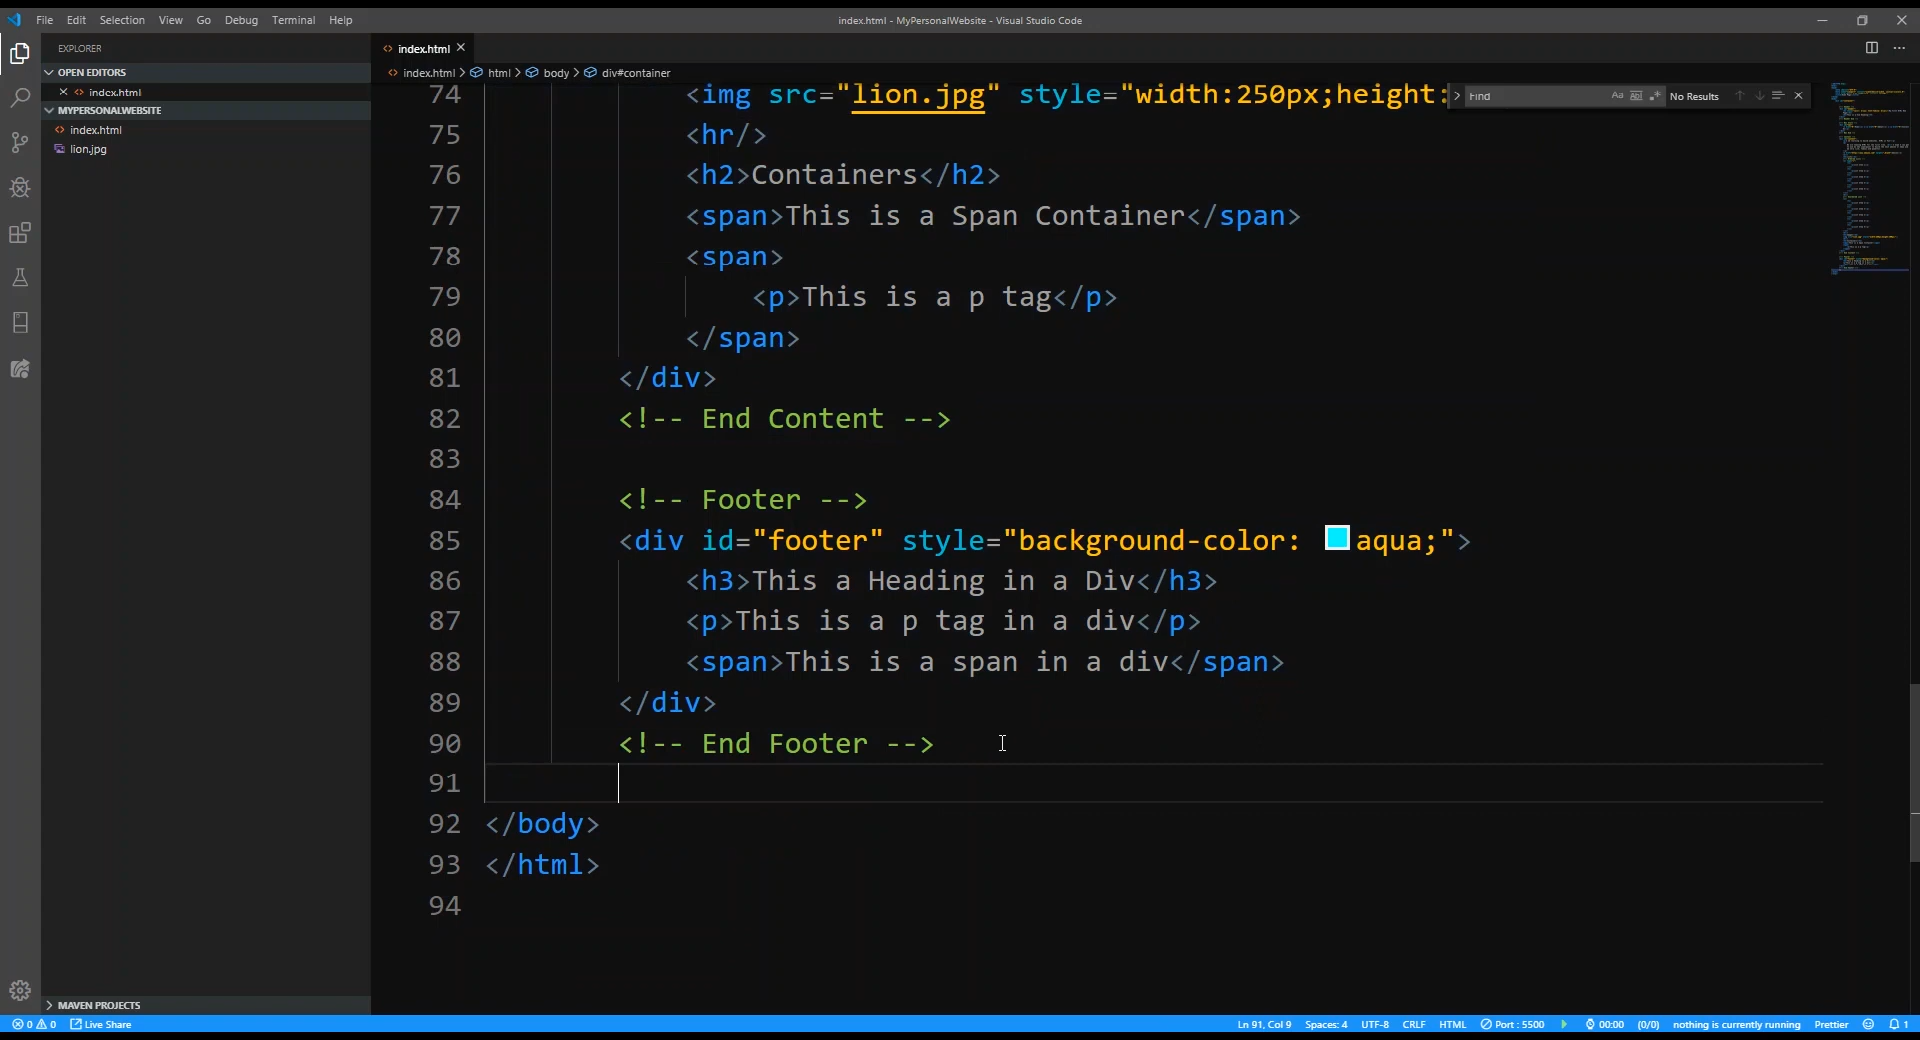 File Edit Selection View Go Debug Terminal Help
index.html - MyPersonalWebsite - Visual Studio Code
EXPLORER
OPEN EDITORS
index.html
MYPERSONALWEBSITE
index.html
lion.jpg
MAVEN PROJECTS
index.html
index.html > html > body > div#container
Find
Aa Abl .*
No Results
74 <img src="lion.jpg" style="width:250px;height:
75 <hr/>
76 <h2>Containers</h2>
77 <span>This is a Span Container</span>
78 <span>
79 <p>This is a p tag</p>
80 </span>
81 </div>
82 <!-- End Content -->
83
84 <!-- Footer -->
85 <div id="footer" style="background-color: aqua;">
86 <h3>This a Heading in a Div</h3>
87 <p>This is a p tag in a div</p>
88 <span>This is a span in a div</span>
89 </div>
90 <!-- End Footer -->
91
92 </body>
93 </html>
94
0 0 Live Share
Ln 91, Col 9 Spaces: 4 UTF-8 CRLF HTML Port : 5500 00:00 (0/0) nothing is currently running Prettier 1